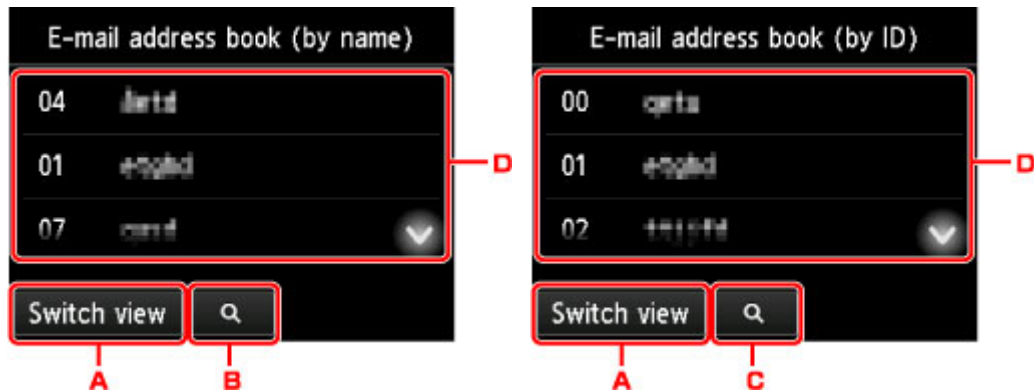 E-mail address book (by name)
04
01
07
D
Switch view
A
B
E-mail address book (by ID)
00
01
02
D
Switch view
A
C